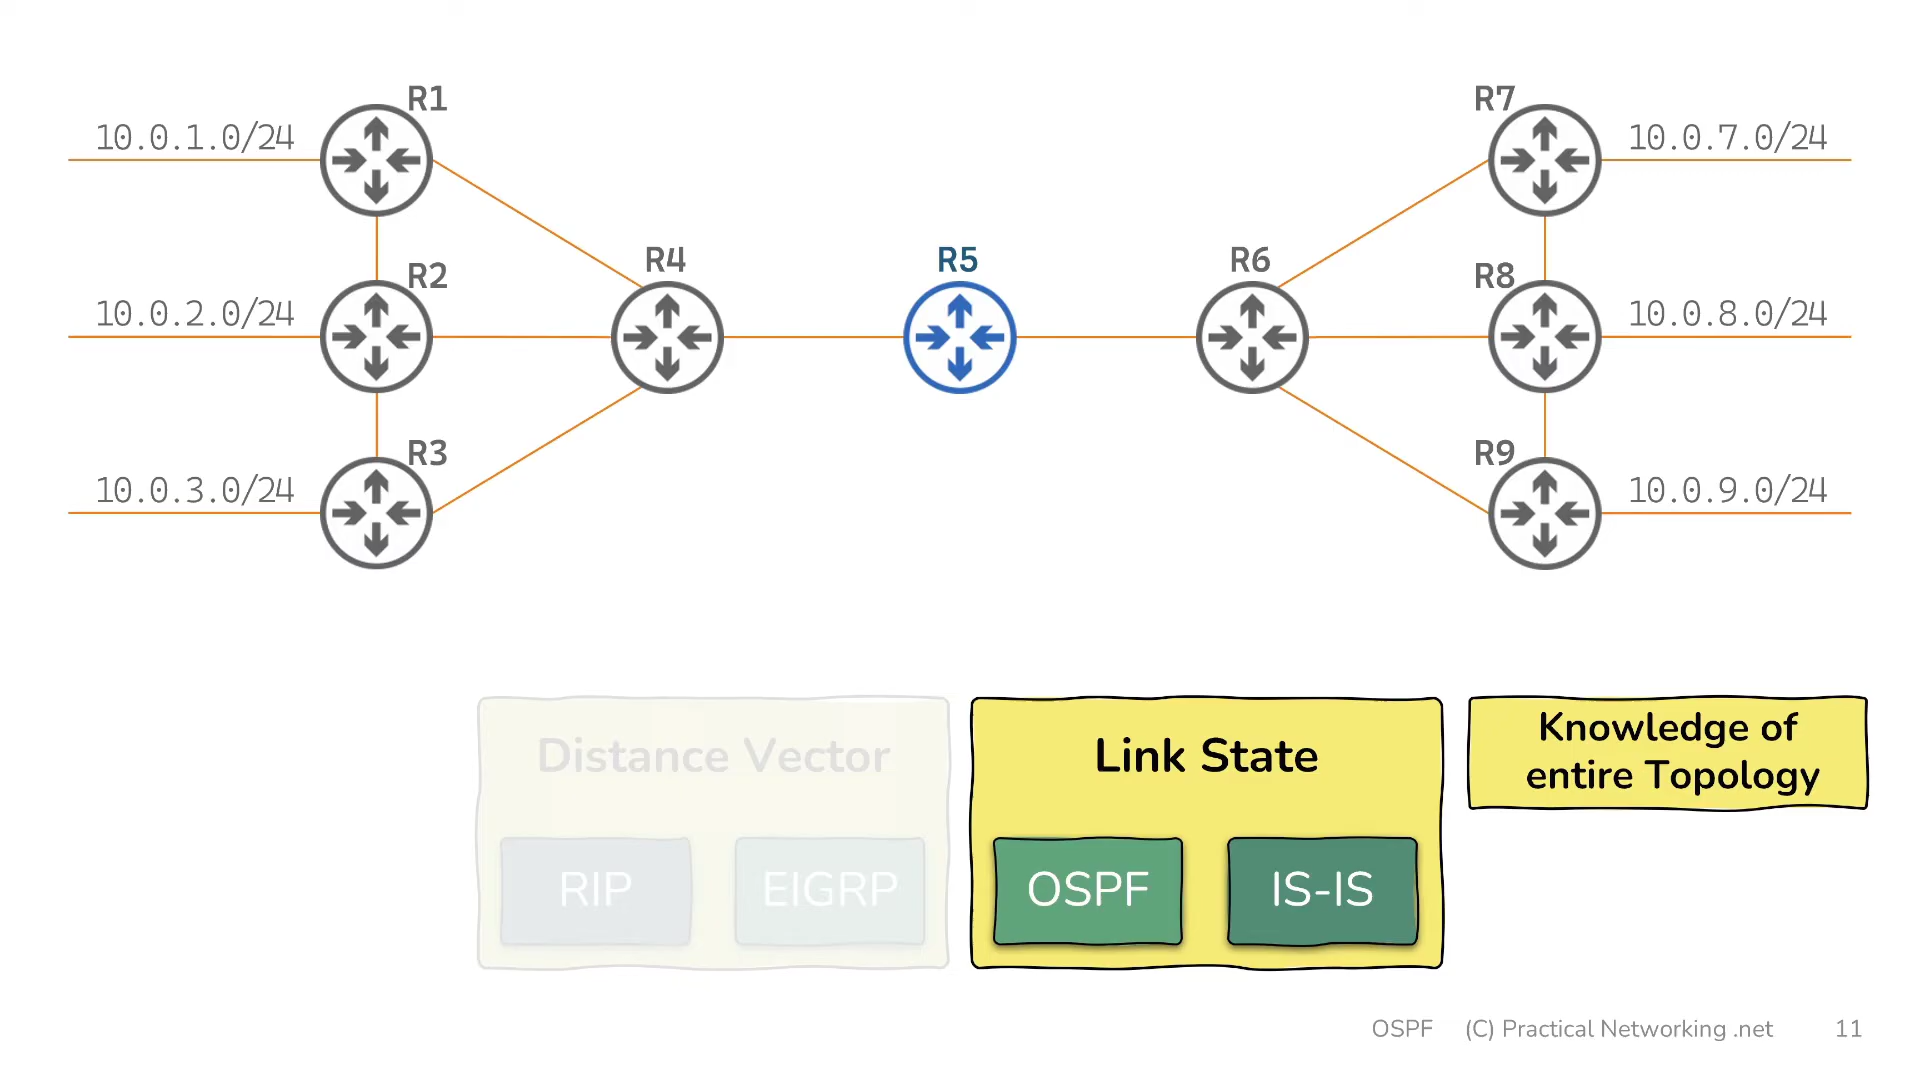 R1
R7
10.0.1.0/24
10.0.7.0/24
R4
R5
R6
R2
R8
10.0.2.0/24
10.0.8.0/24
R3
R9
10.0.3.0/24
10.0.9.0/24
Distance Vector
RIP
EIGRP
Link State
OSPF
IS-IS
Knowledge of
entire Topology
OSPF (C) Practical Networking .net 11